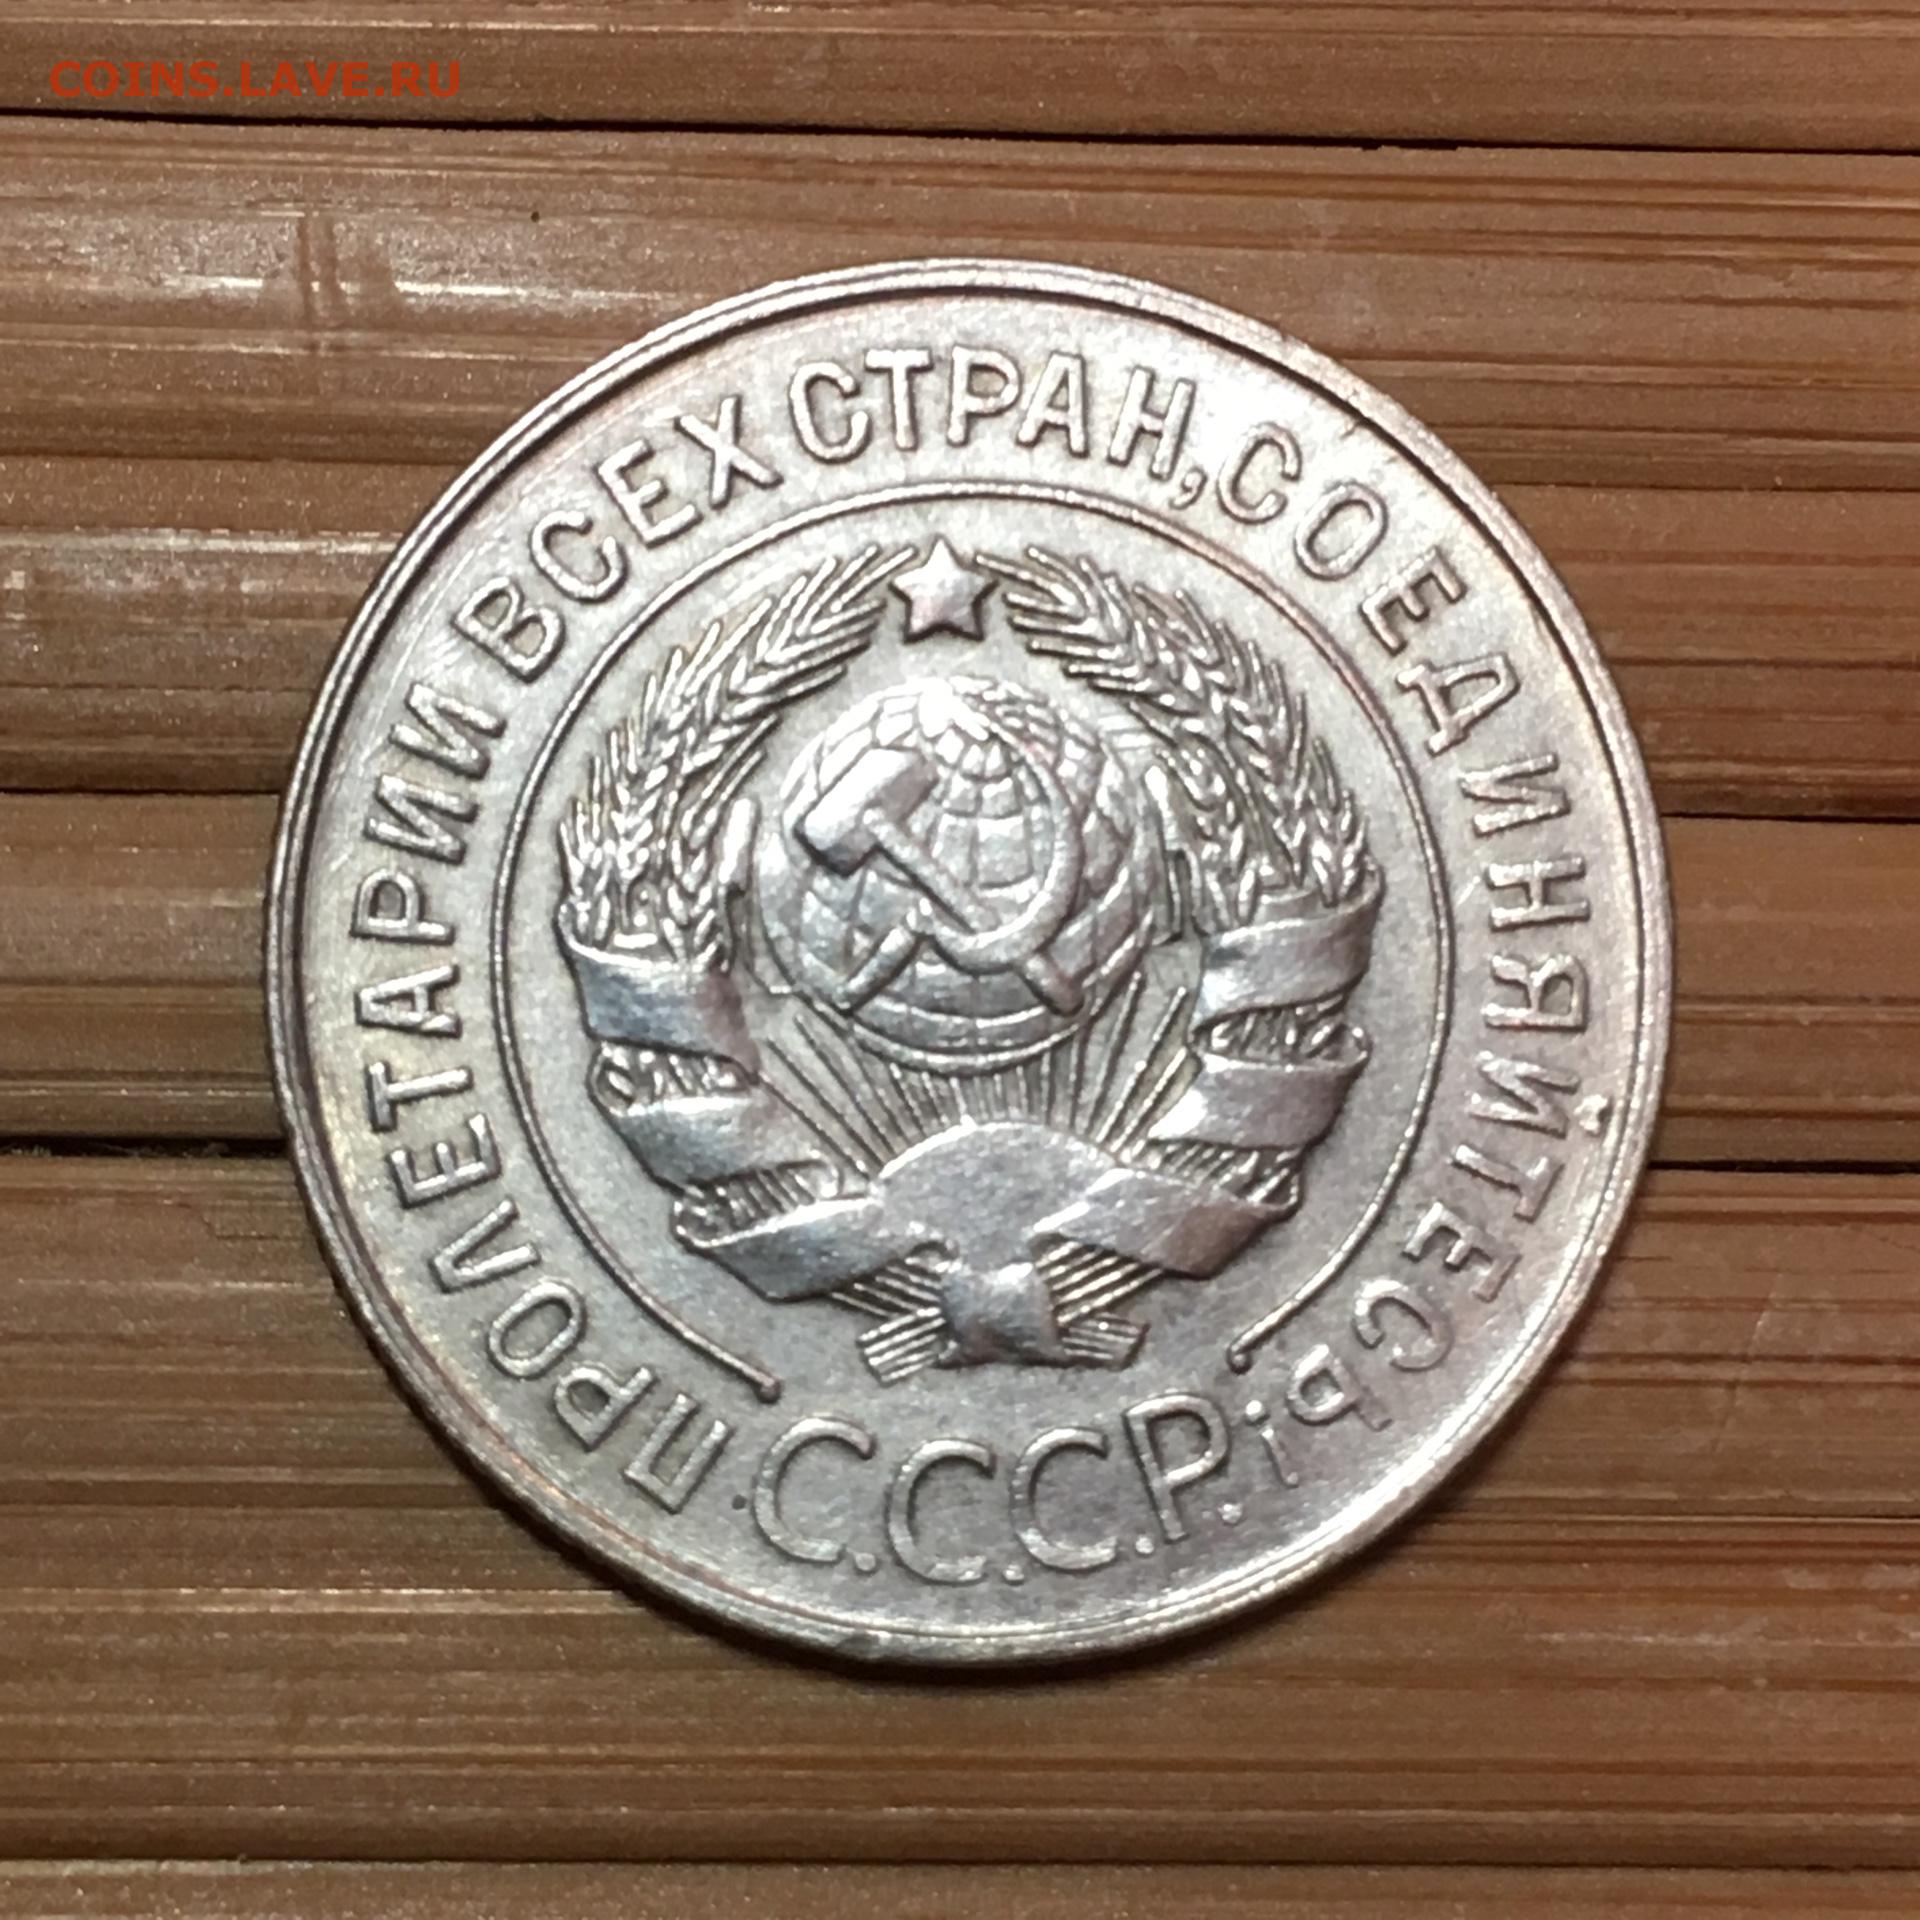 COINS.LAVE.RU
ПРОЛЕТАРИИ ВСЕХ СТРАН, СОЕДИНЯЙТЕСЬ!
·С.С.С.Р.